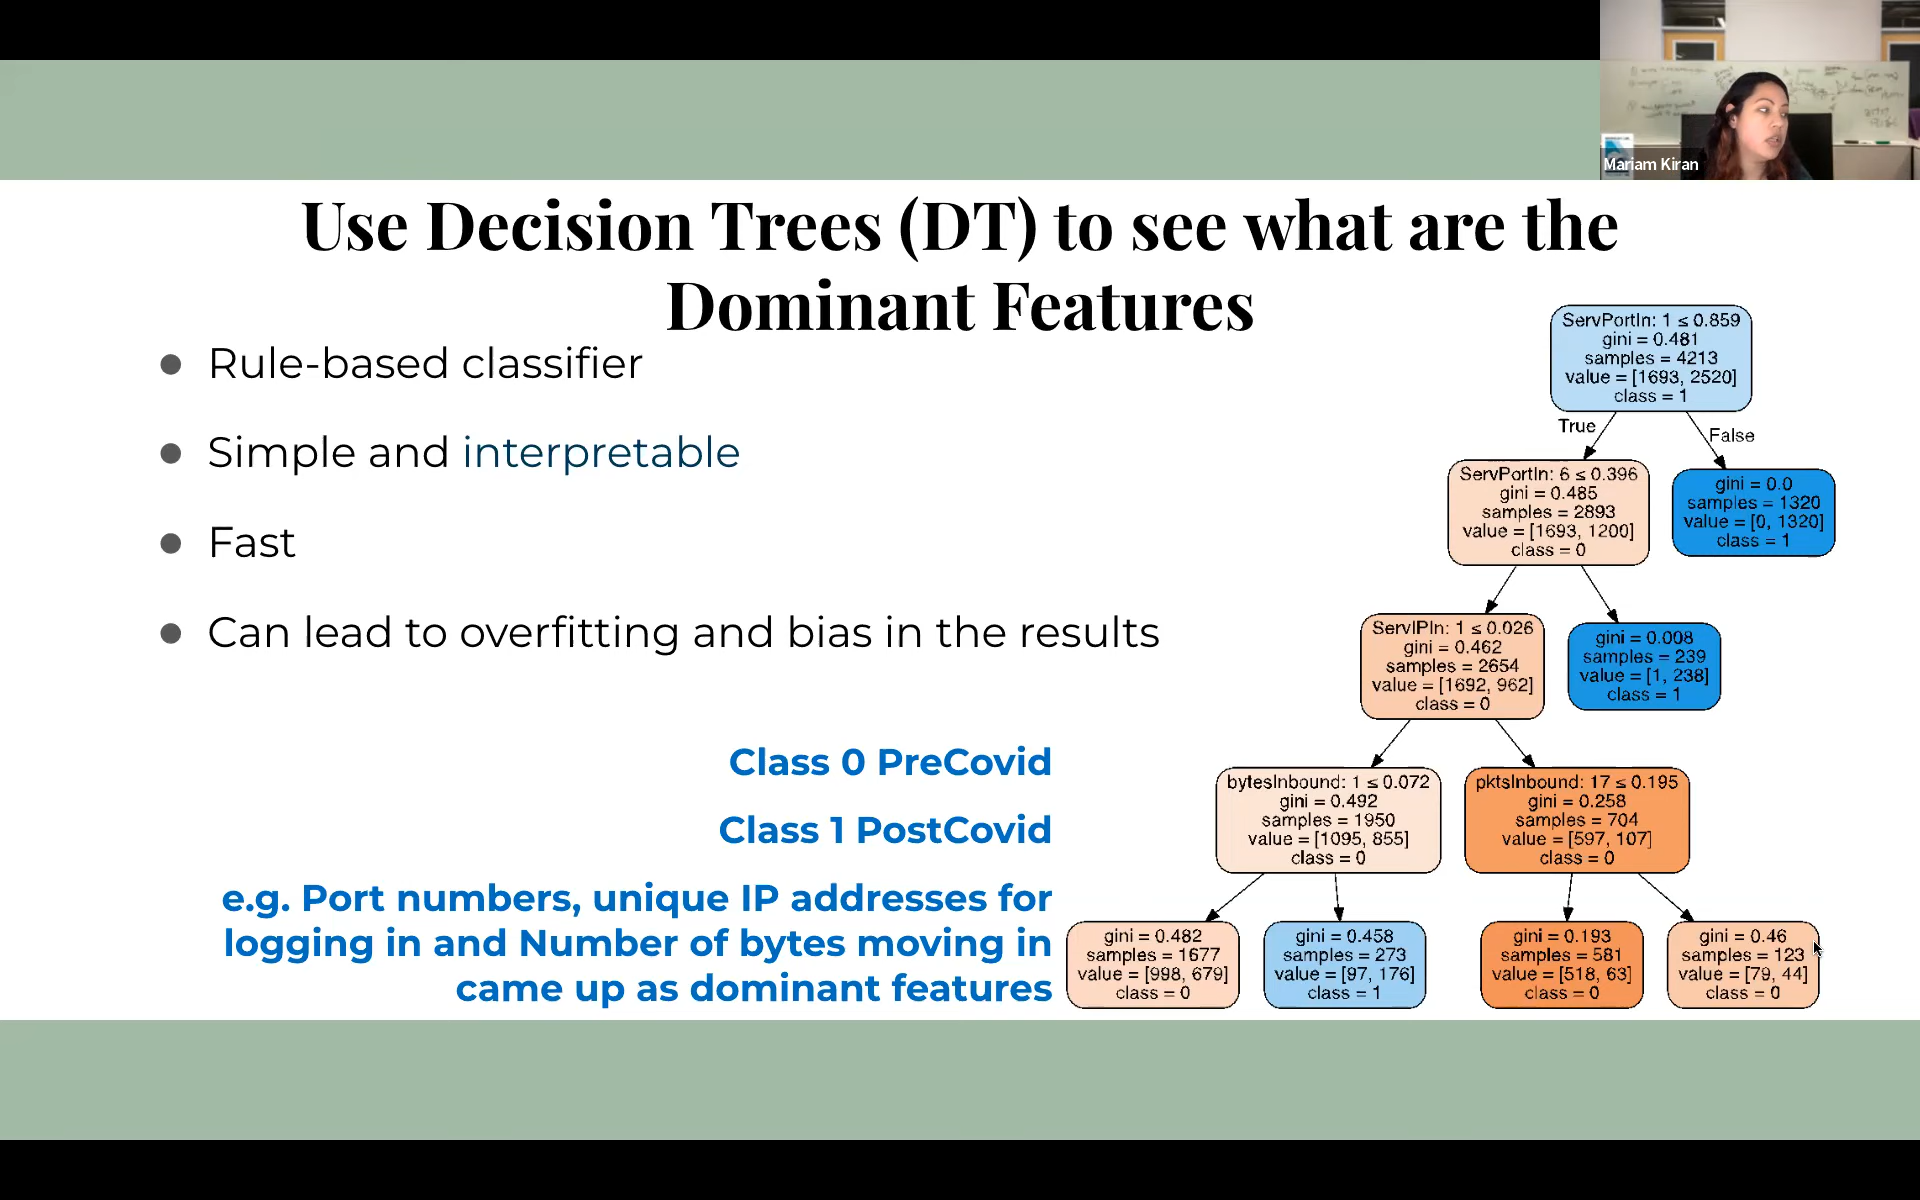 Mariam Kiran
Use Decision Trees (DT) to see what are the
Dominant Features
● Rule-based classifier
● Simple and interpretable
● Fast
● Can lead to overfitting and bias in the results
Class 0 PreCovid
Class 1 PostCovid
e.g. Port numbers, unique IP addresses for
logging in and Number of bytes moving in
came up as dominant features
ServPortIn: 1 ≤ 0.859
gini = 0.481
samples = 4213
value = [1693, 2520]
class = 1
True
False
ServPortIn: 6 ≤ 0.396
gini = 0.485
samples = 2893
value = [1693, 1200]
class = 0
gini = 0.0
samples = 1320
value = [0, 1320]
class = 1
ServIPIn: 1 ≤ 0.026
gini = 0.462
samples = 2654
value = [1692, 962]
class = 0
gini = 0.008
samples = 239
value = [1, 238]
class = 1
bytesInbound: 1 ≤ 0.072
gini = 0.492
samples = 1950
value = [1095, 855]
class = 0
pktsInbound: 17 ≤ 0.195
gini = 0.258
samples = 704
value = [597, 107]
class = 0
gini = 0.482
samples = 1677
value = [998, 679]
class = 0
gini = 0.458
samples = 273
value = [97, 176]
class = 1
gini = 0.193
samples = 581
value = [518, 63]
class = 0
gini = 0.46
samples = 123
value = [79, 44]
class = 0